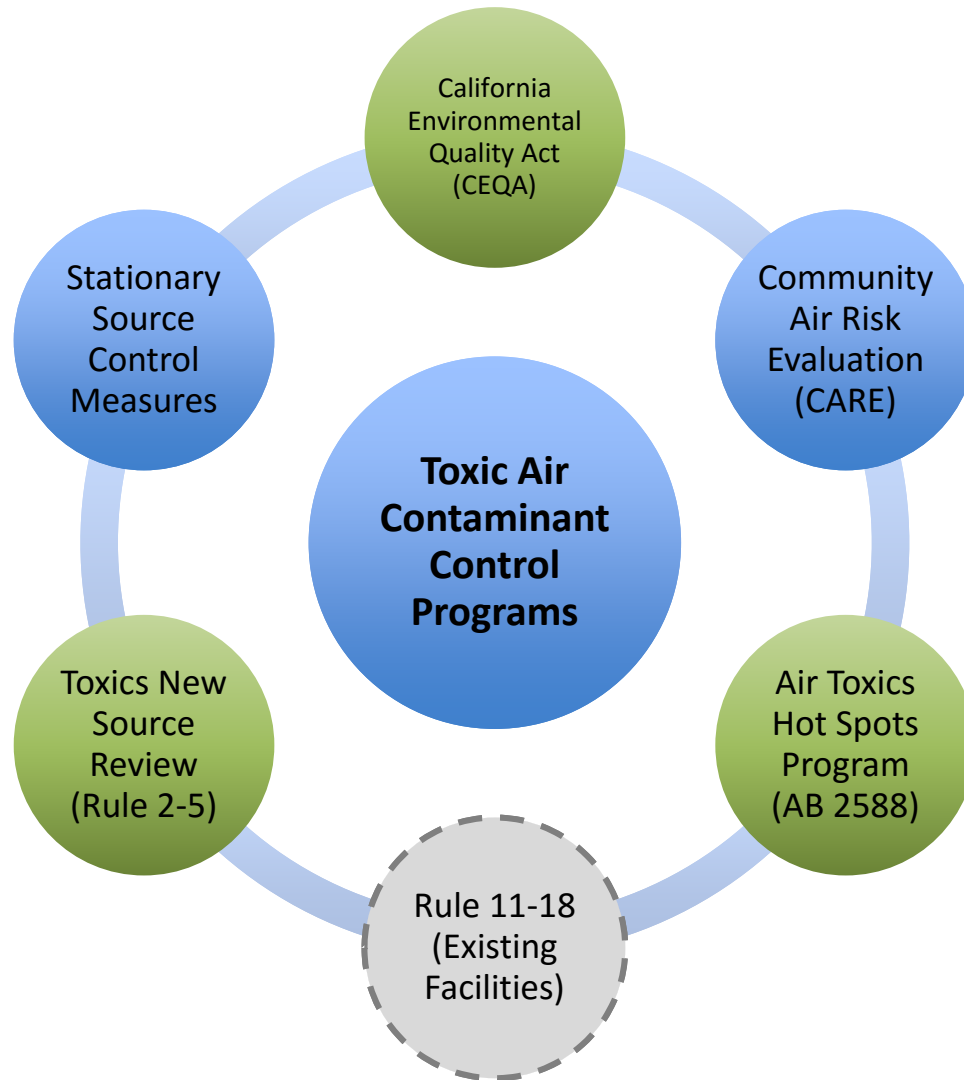 California
Environmental
Quality Act
(CEQA)
Stationary
Source
Control
Measures
Community
Air Risk
Evaluation
(CARE)
Toxic Air
Contaminant
Control
Programs
Toxics New
Source
Review
(Rule 2-5)
Air Toxics
Hot Spots
Program
(AB 2588)
Rule 11-18
(Existing
Facilities)